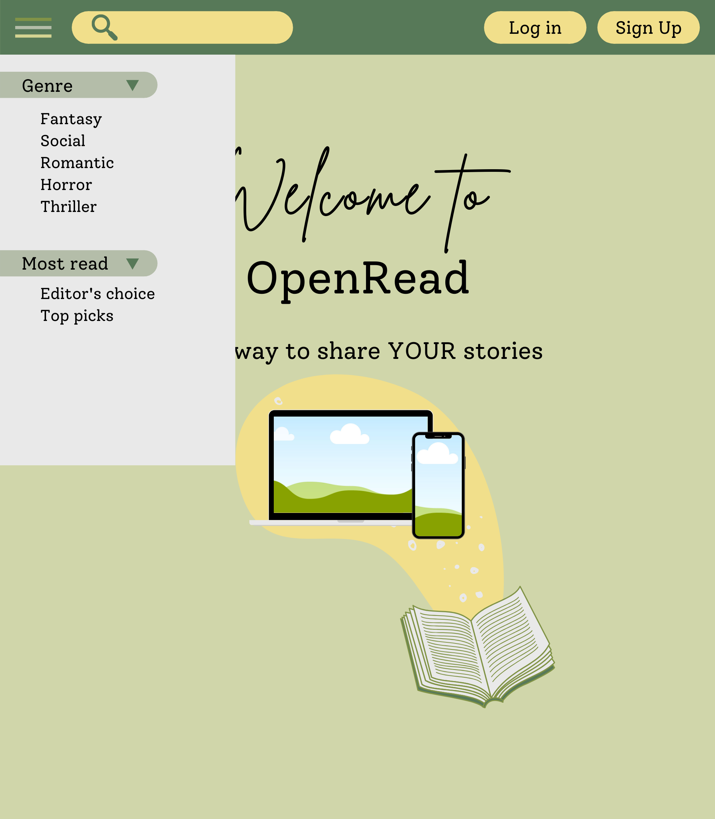 Log in
Sign Up
Genre
Fantasy
Social
Romantic
Horror
Thriller
Most read
Editor's choice
Top picks
Welcome to
OpenRead
way to share YOUR stories